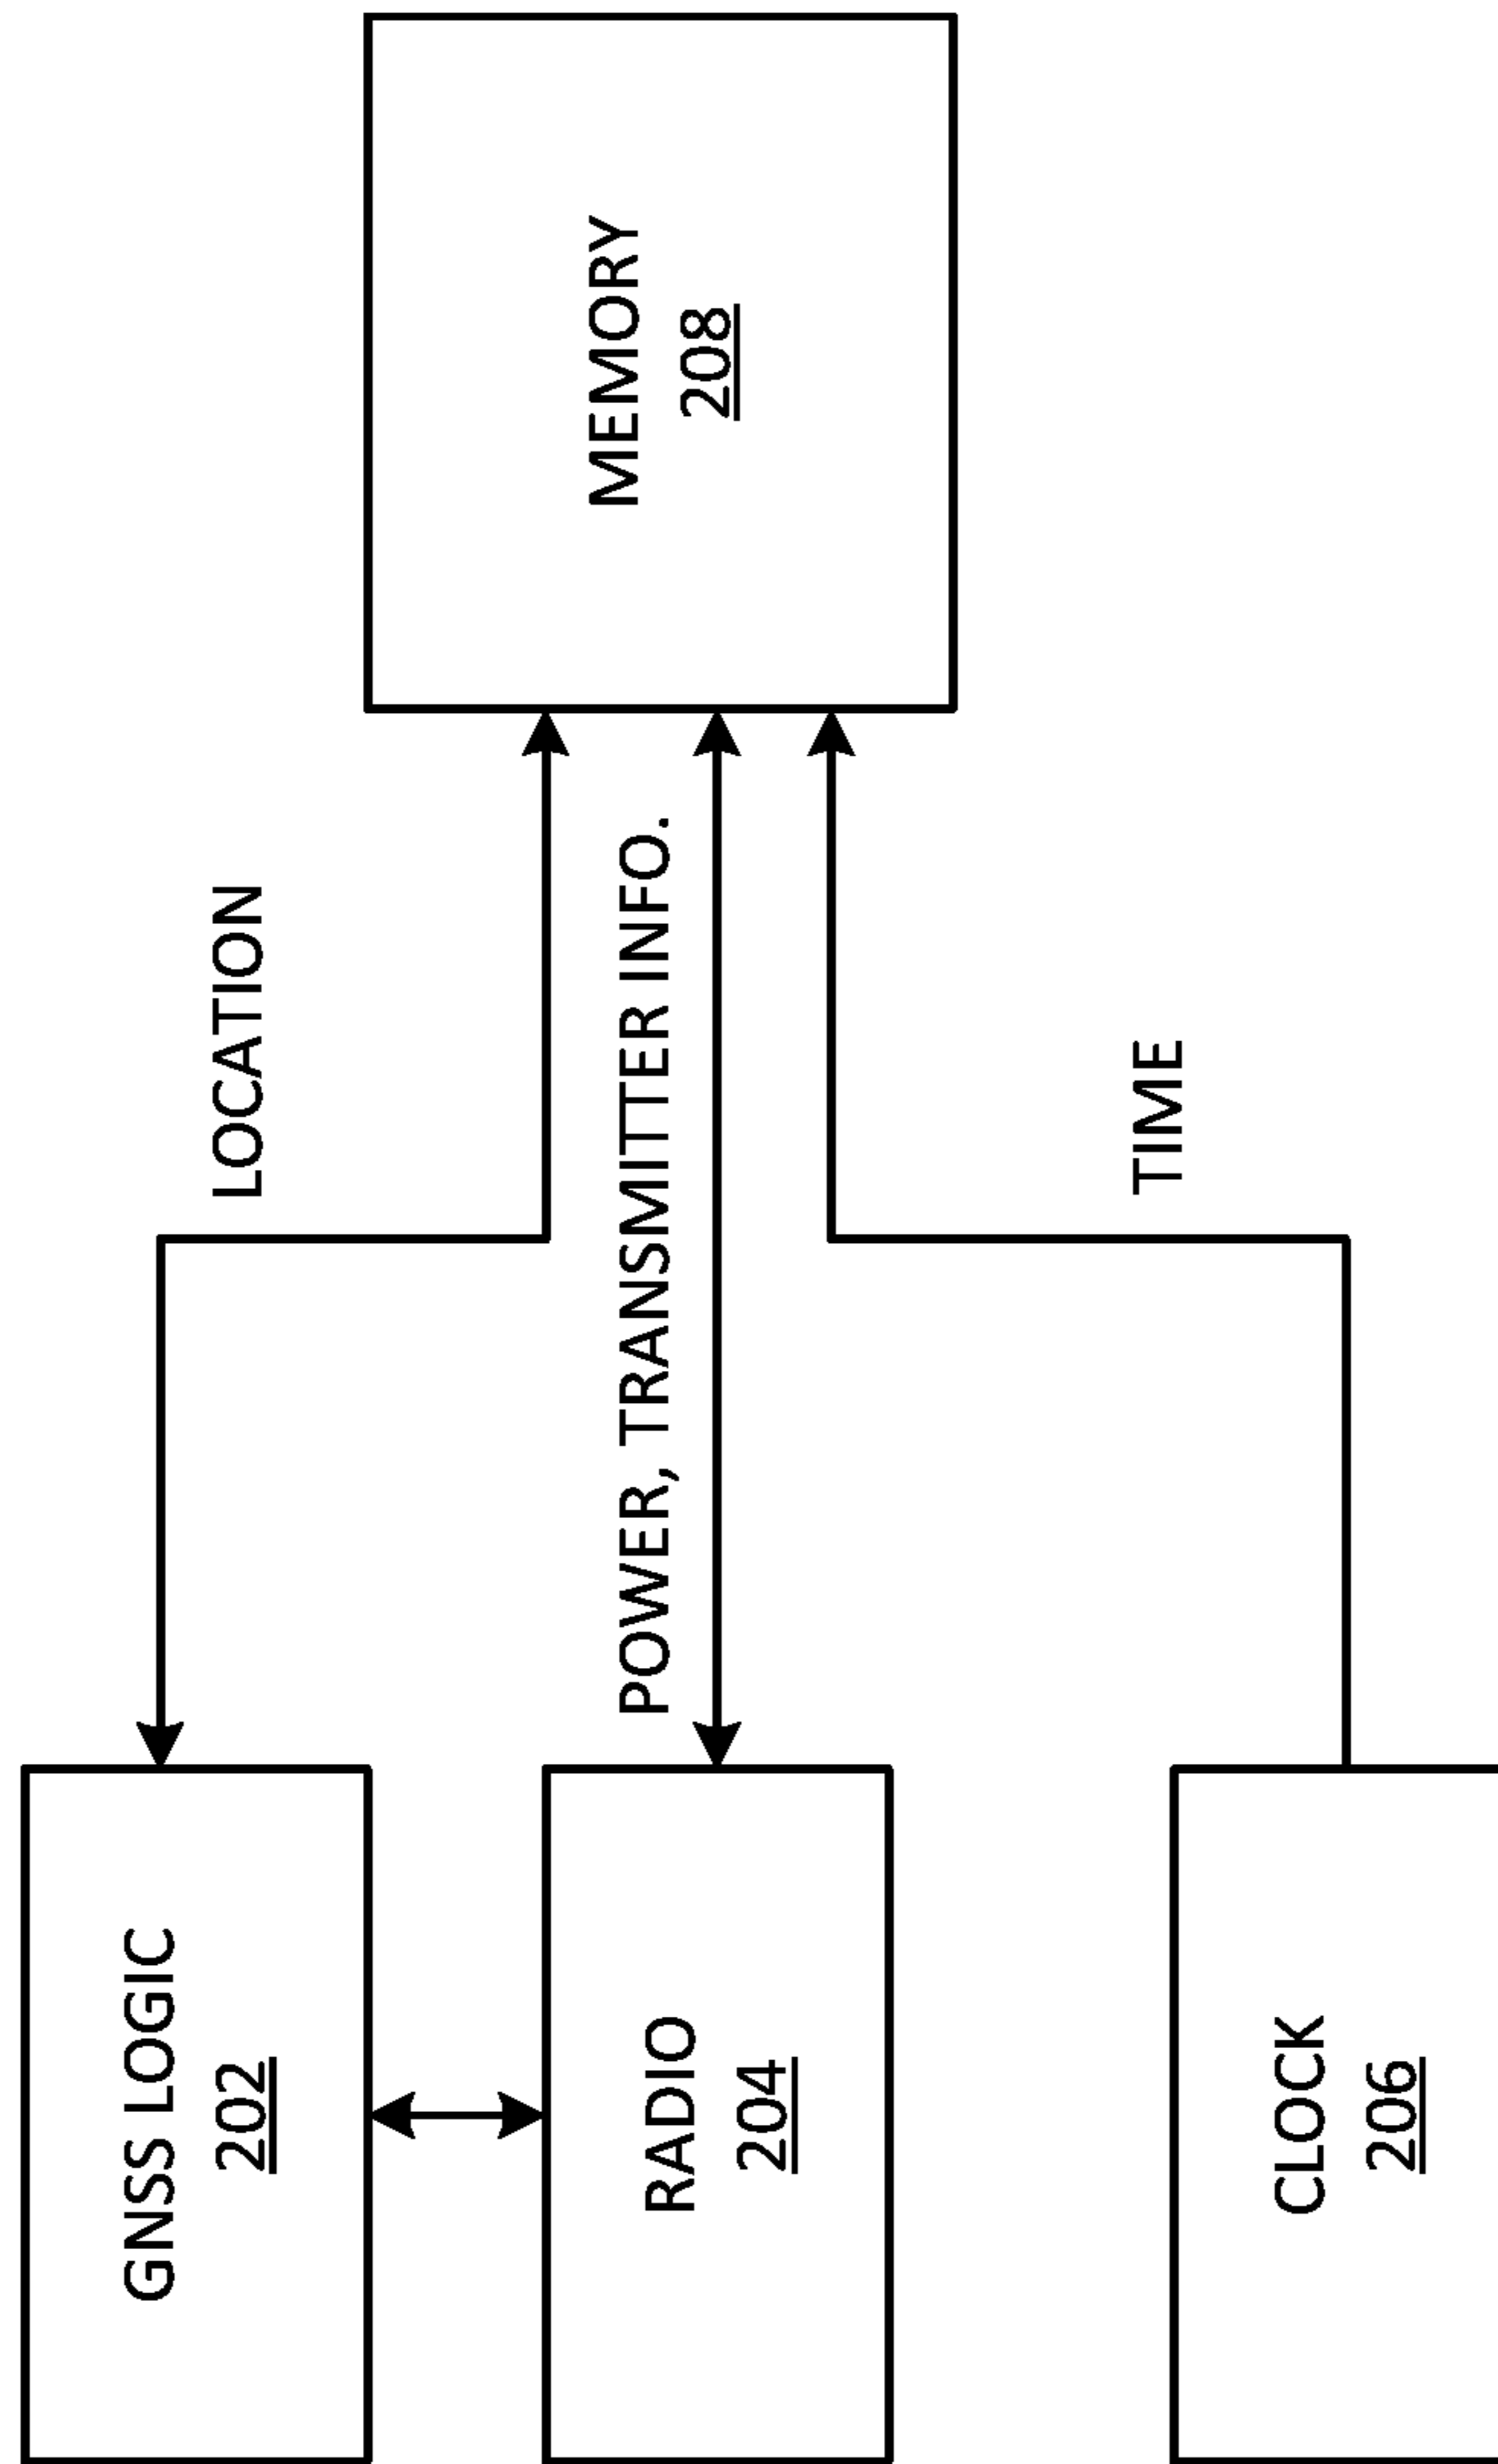 GNSS LOGIC
202
LOCATION
RADIO
204
POWER, TRANSMITTER INFO.
MEMORY
208
CLOCK
206
TIME